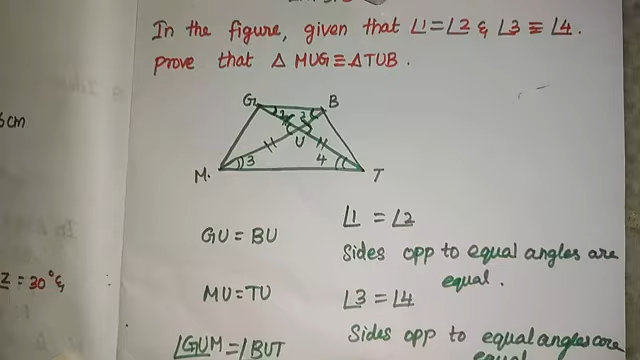 In the figure, given that ∠1 = ∠2 & ∠3 ≡ ∠4.
prove that Δ MUG ≡ ΔTUB.
6cm
G B
1 2
U
3 4
M. T
∠1 = ∠2
GU = BU
Sides opp to equal angles are
equal.
z = 30°ξ
MU = TU
∠3 = ∠4
∠GUM = ∠BUT
Sides opp to equal angles are